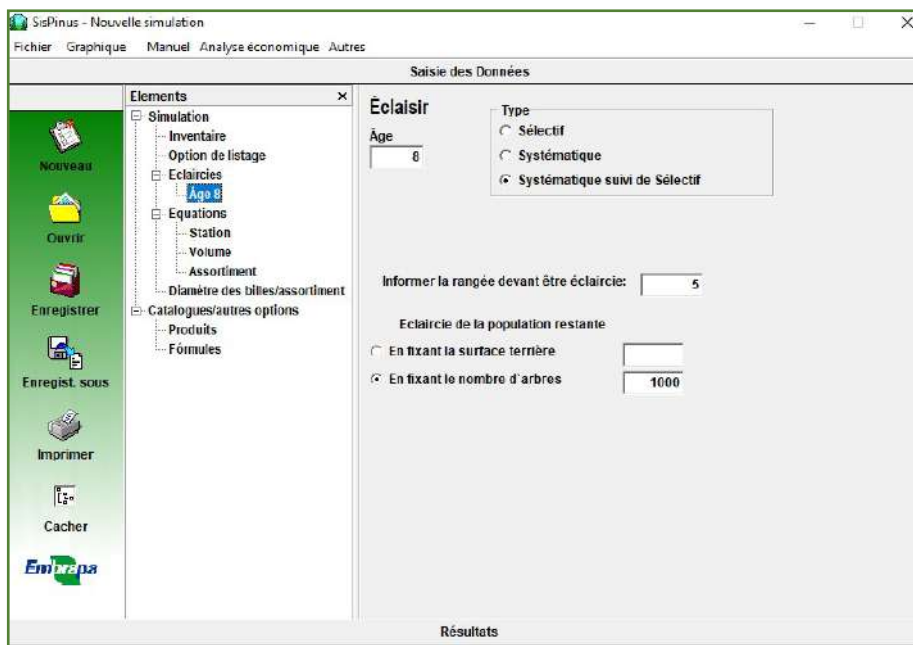 SisPinus - Nouvelle simulation
Fichier Graphique Manuel Analyse économique Autres
Saisie des Données
Nouveau
Ouvrir
Enregistrer
Enregist. sous
Imprimer
Cacher
Embrapa
Elements
Simulation
Inventaire
Option de listage
Eclaircies
Âge 8
Equations
Station
Volume
Assortiment
Diamètre des billes/assortiment
Catalogues/autres options
Produits
Fórmules
Èclaisir
Âge
8
Type
Sélectif
Systématique
Systématique suivi de Sélectif
Informer la rangée devant être éclaircie: 5
Eclaircie de la population restante
En fixant la surface terrière
En fixant le nombre d`arbres 1000
Résultats